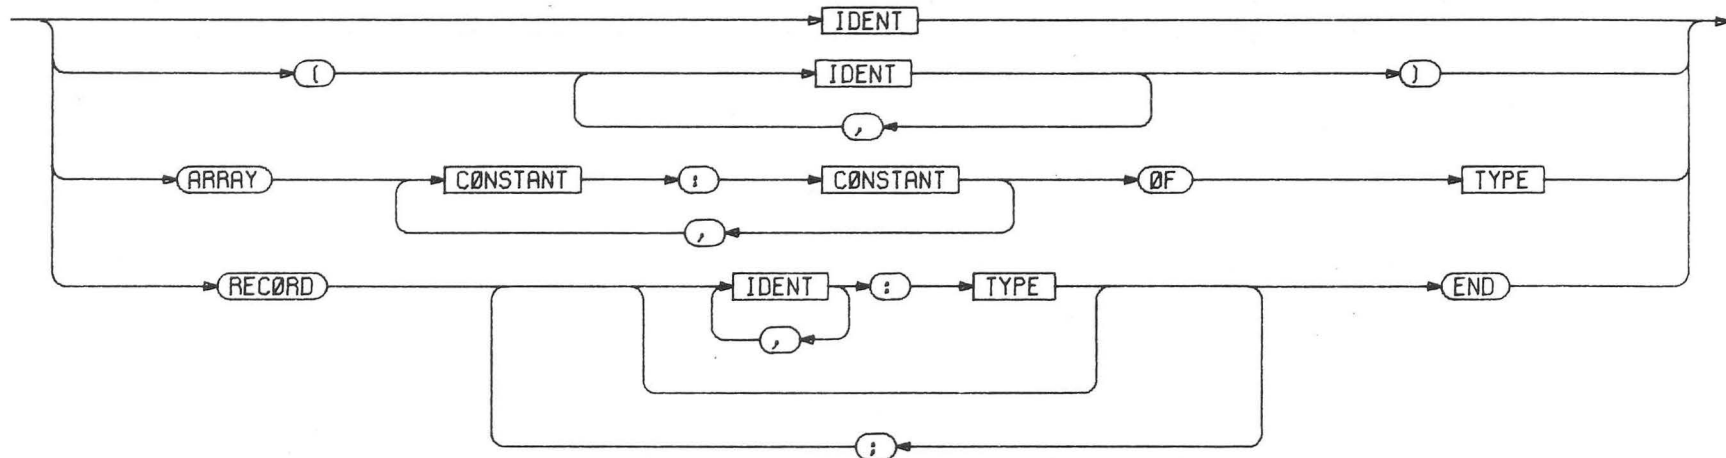 IDENT
( IDENT )
,
ARRAY CØNSTANT : CØNSTANT ØF TYPE
,
RECØRD IDENT : TYPE END
,
;